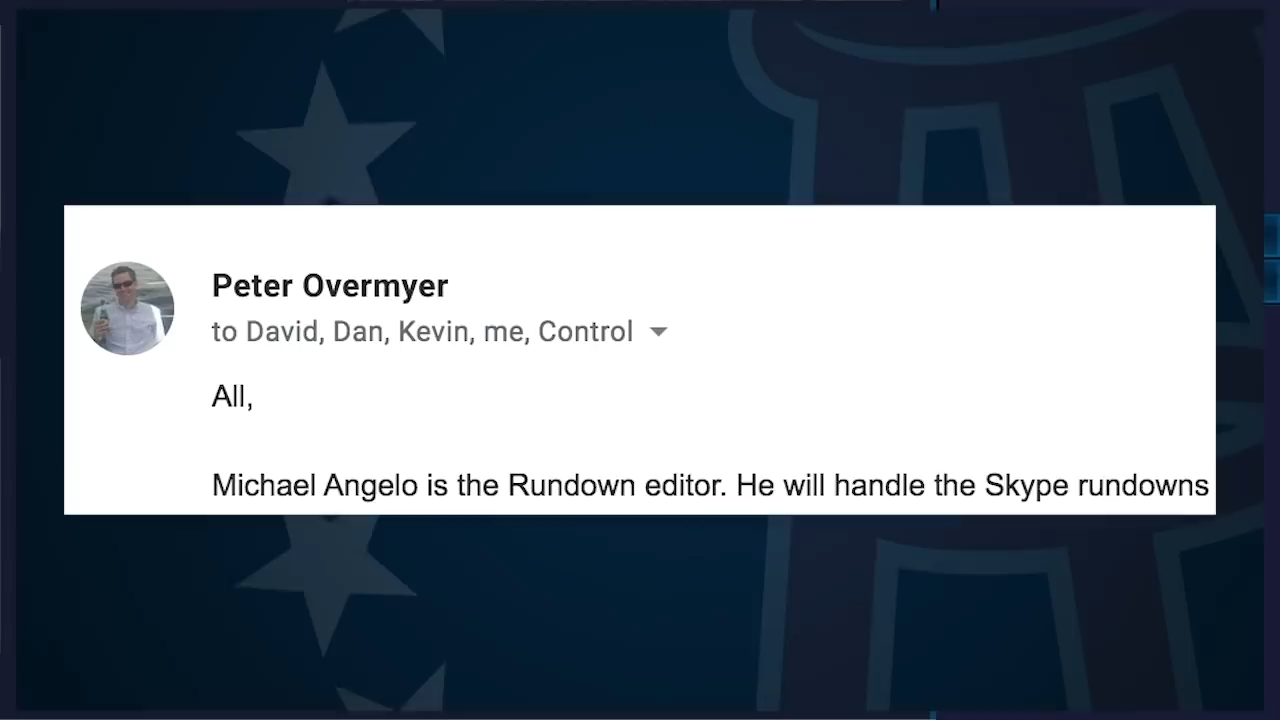 Peter Overmyer
to David, Dan, Kevin, me, Control
All,
Michael Angelo is the Rundown editor. He will handle the Skype rundowns